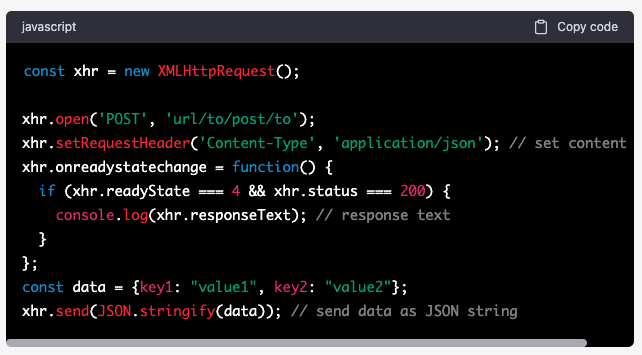 javascript
Copy code
const xhr = new XMLHttpRequest();
xhr.open('POST', 'url/to/post/to');
xhr.setRequestHeader('Content-Type', 'application/json'); // set content
xhr.onreadystatechange = function() {
  if (xhr.readyState === 4 && xhr.status === 200) {
    console.log(xhr.responseText); // response text
  }
};
const data = {key1: "value1", key2: "value2"};
xhr.send(JSON.stringify(data)); // send data as JSON string